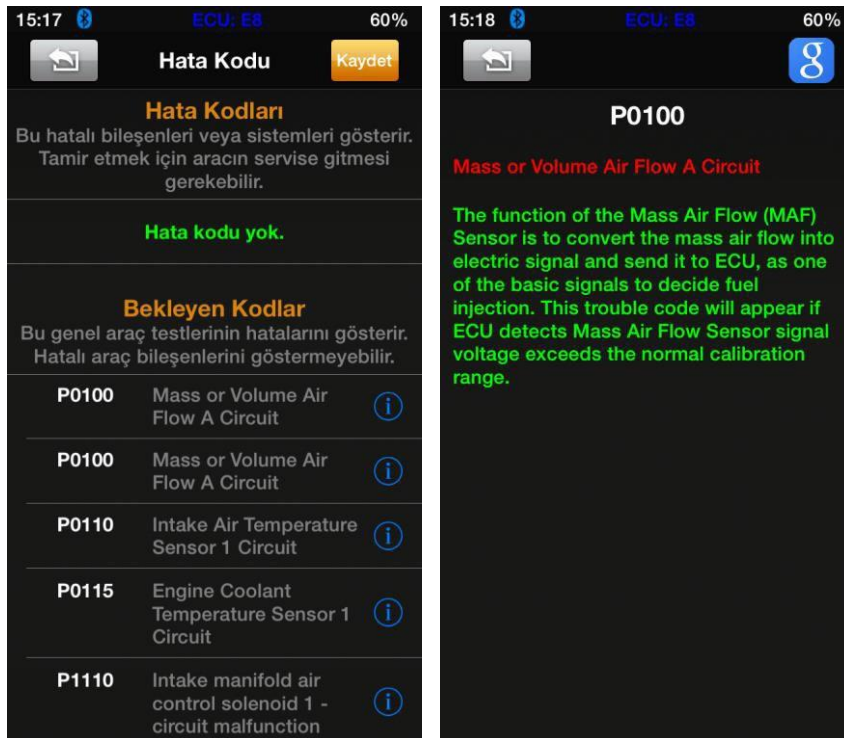 15:17 ECU: E8 60%
Hata Kodu
Kaydet
Hata Kodları
Bu hatalı bileşenleri veya sistemleri gösterir.
Tamir etmek için aracın servise gitmesi
gerekebilir.
Hata kodu yok.
Bekleyen Kodlar
Bu genel araç testlerinin hatalarını gösterir.
Hatalı araç bileşenlerini göstermeyebilir.
P0100 Mass or Volume Air
Flow A Circuit
P0100 Mass or Volume Air
Flow A Circuit
P0110 Intake Air Temperature
Sensor 1 Circuit
P0115 Engine Coolant
Temperature Sensor 1
Circuit
P1110 Intake manifold air
control solenoid 1 -
circuit malfunction
15:18 ECU: E8 60%
g
P0100
Mass or Volume Air Flow A Circuit
The function of the Mass Air Flow (MAF)
Sensor is to convert the mass air flow into
electric signal and send it to ECU, as one
of the basic signals to decide fuel
injection. This trouble code will appear if
ECU detects Mass Air Flow Sensor signal
voltage exceeds the normal calibration
range.